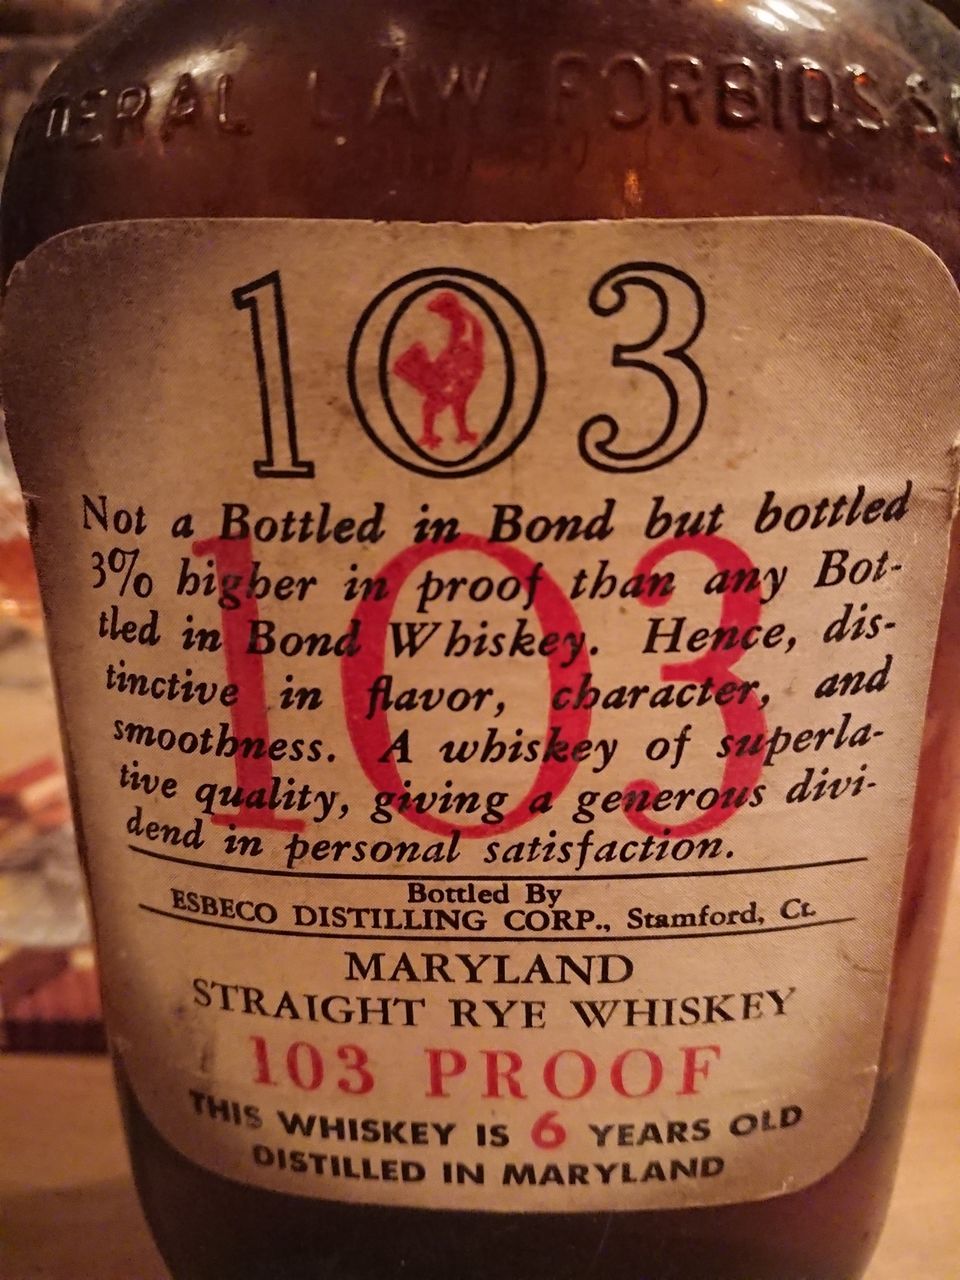 FEDERAL LAW FORBIDS
103
Not a Bottled in Bond but bottled
3% higher in proof than any Bot-
tled in Bond Whiskey. Hence, dis-
tinctive in flavor, character, and
smoothness. A whiskey of superla-
tive quality, giving a generous divi-
dend in personal satisfaction.
103
Bottled By
ESBECO DISTILLING CORP., Stamford, Ct.
MARYLAND
STRAIGHT RYE WHISKEY
103 PROOF
THIS WHISKEY IS 6 YEARS OLD
DISTILLED IN MARYLAND